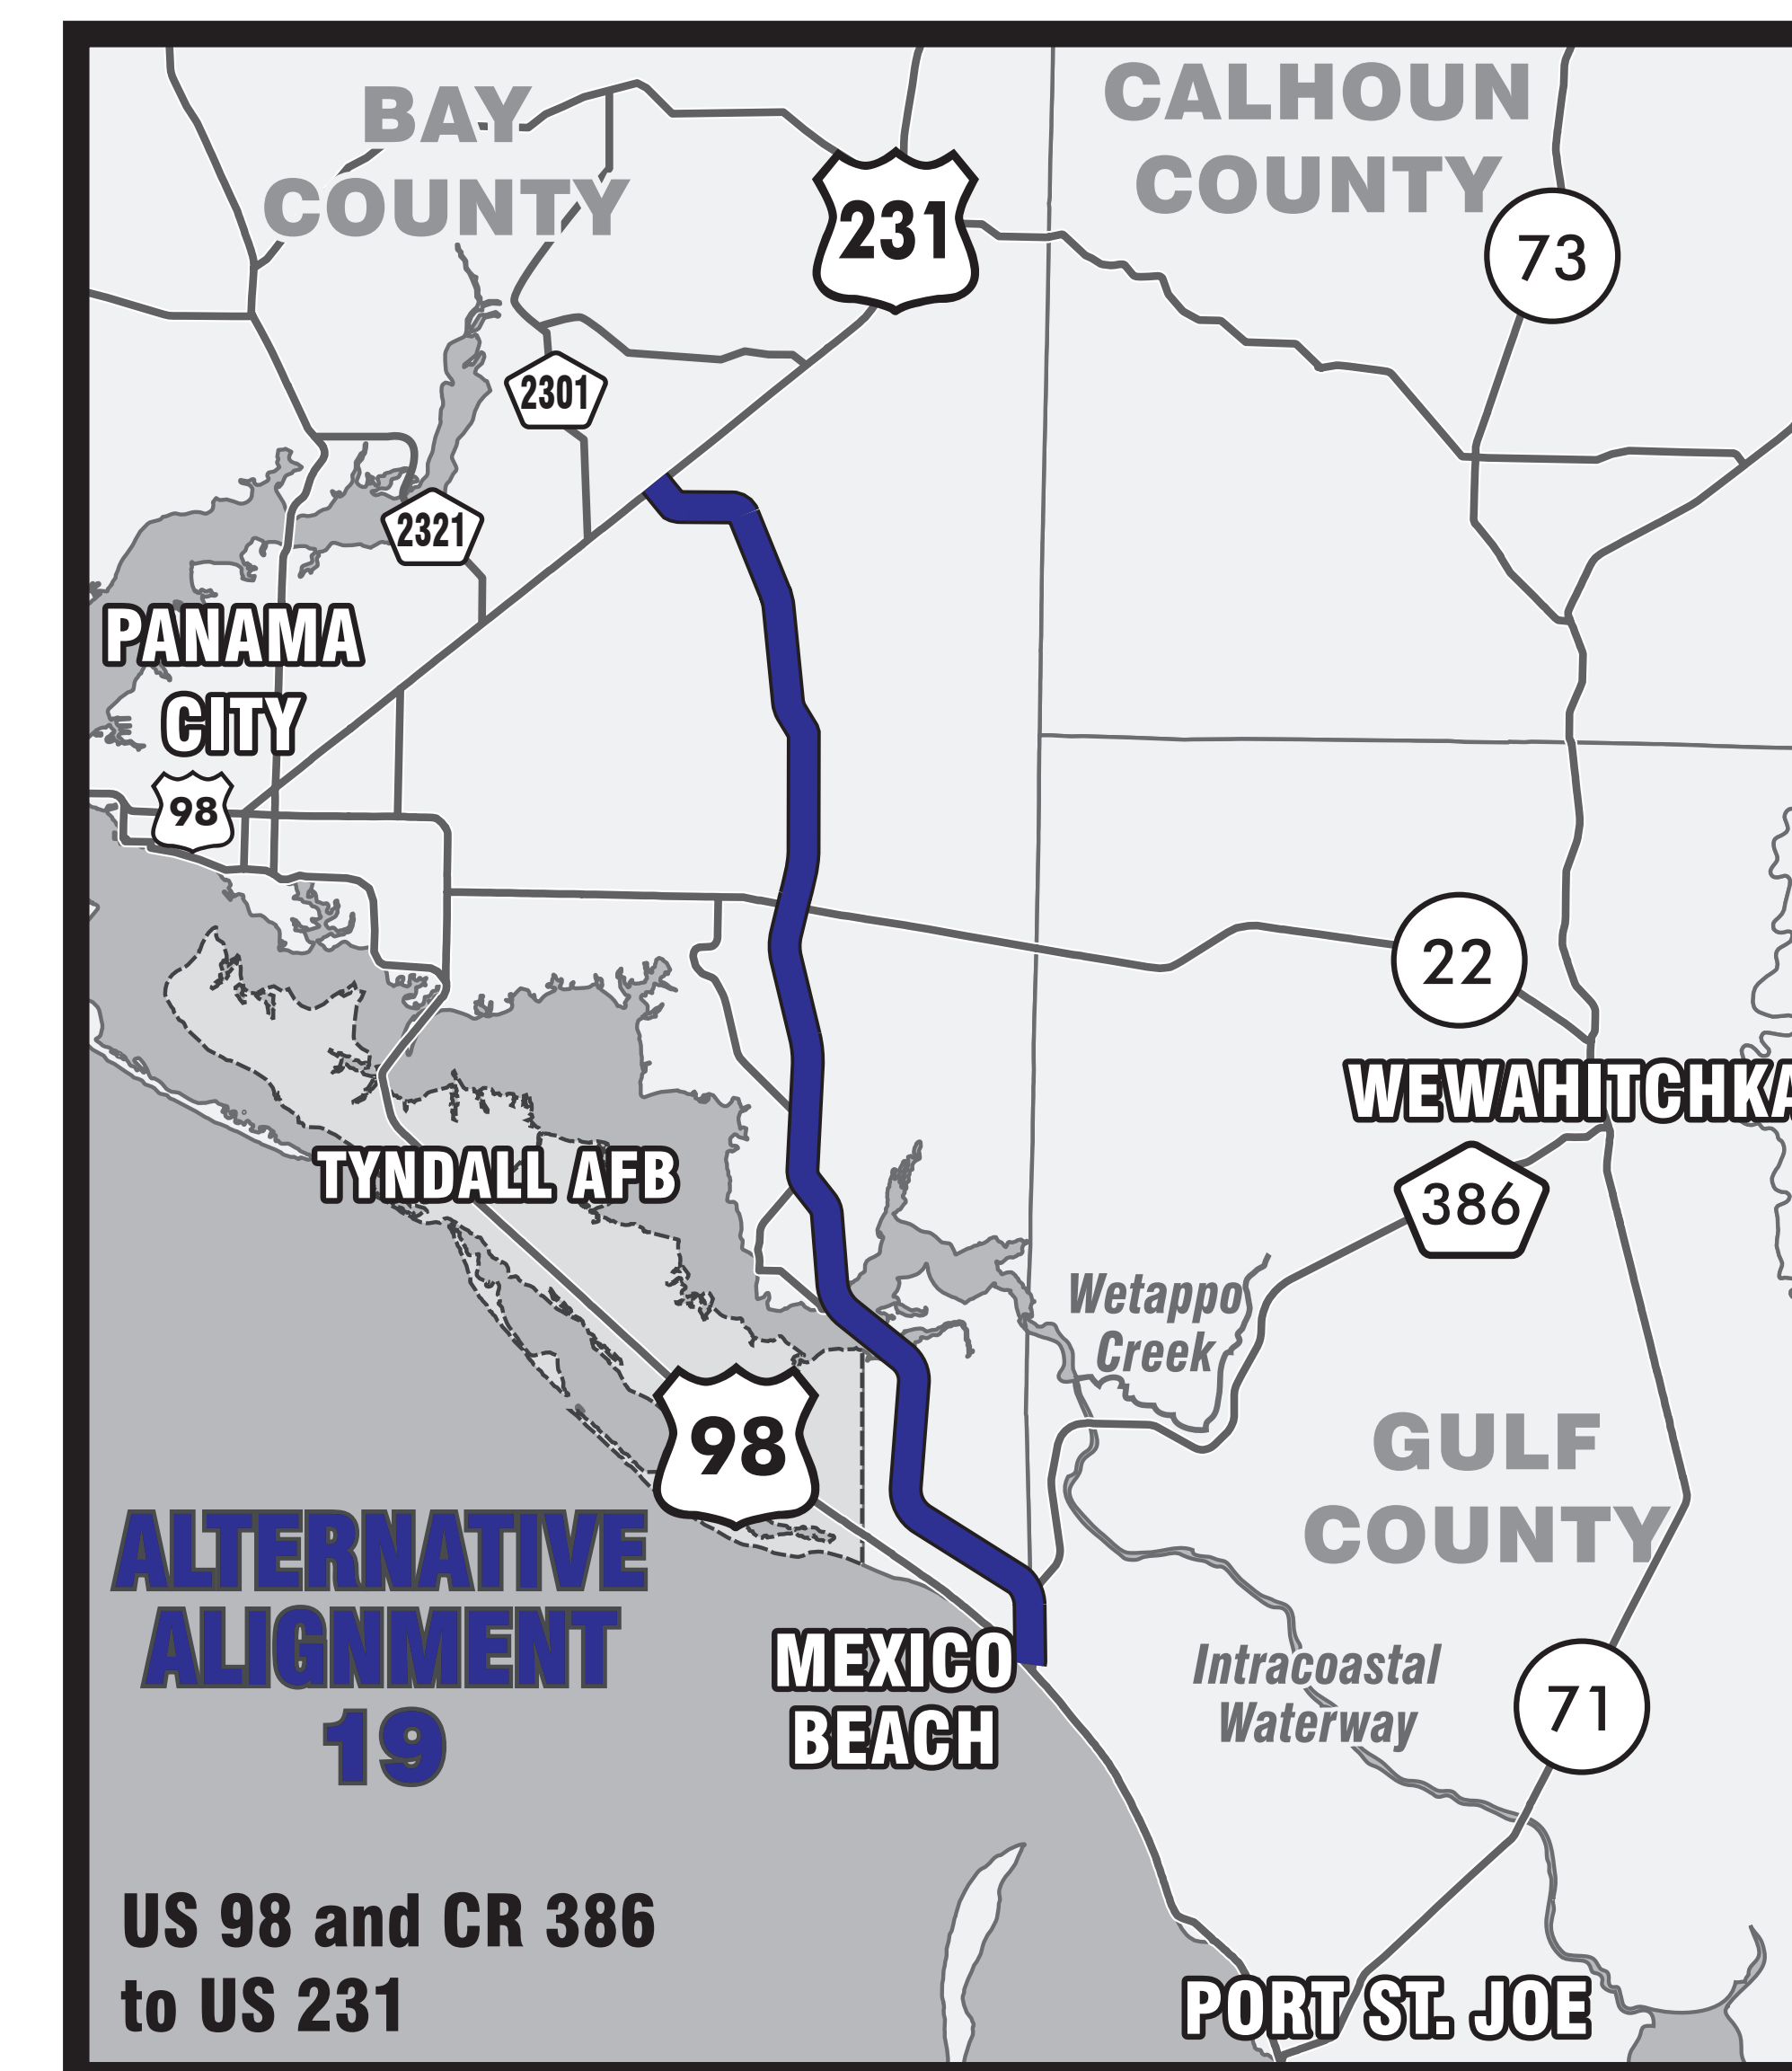 BAY
COUNTY
CALHOUN
COUNTY
231
73
2301
2321
PANAMA
CITY
98
22
WEWAHITCHKA
TYNDALL AFB
386
Wetappo
Creek
98
GULF
COUNTY
ALTERNATIVE
ALIGNMENT
19
MEXICO
BEACH
Intracoastal
Waterway
71
US 98 and CR 386
to US 231
PORT ST. JOE